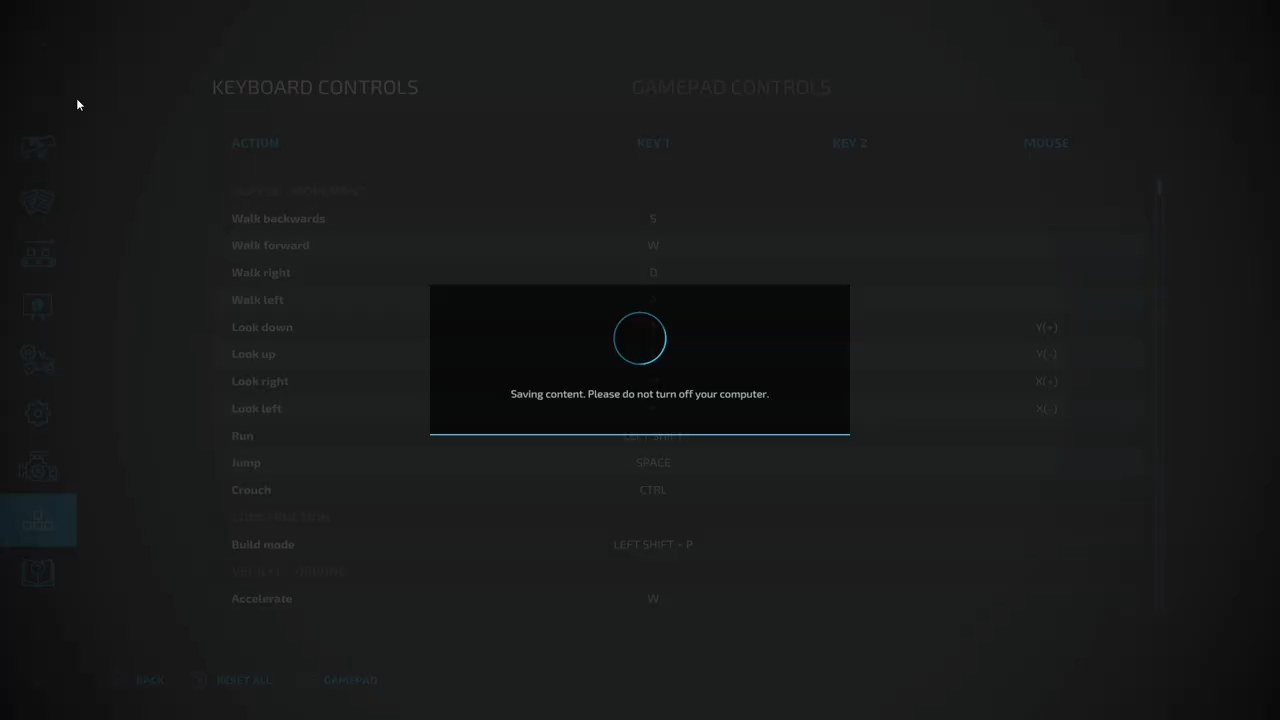 KEYBOARD CONTROLS GAMEPAD CONTROLS
ACTION KEY 1 KEY 2 MOUSE
Walk backwards S
Walk forward W
Walk right D
Walk left
Look down Y(+)
Look up Y(-)
Look right X(+)
Look left X(-)
Saving content. Please do not turn off your computer.
Run LEFT SHIFT
Jump SPACE
Crouch CTRL
Build mode LEFT SHIFT + P
Accelerate W
BACK RESET ALL GAMEPAD